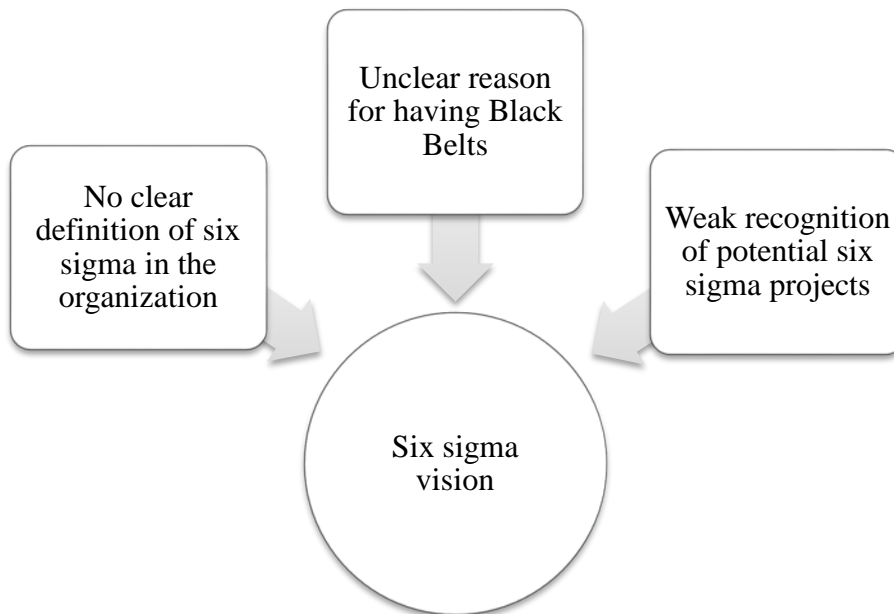 Unclear reason
for having Black
Belts
No clear
definition of six
sigma in the
organization
Weak recognition
of potential six
sigma projects
Six sigma
vision